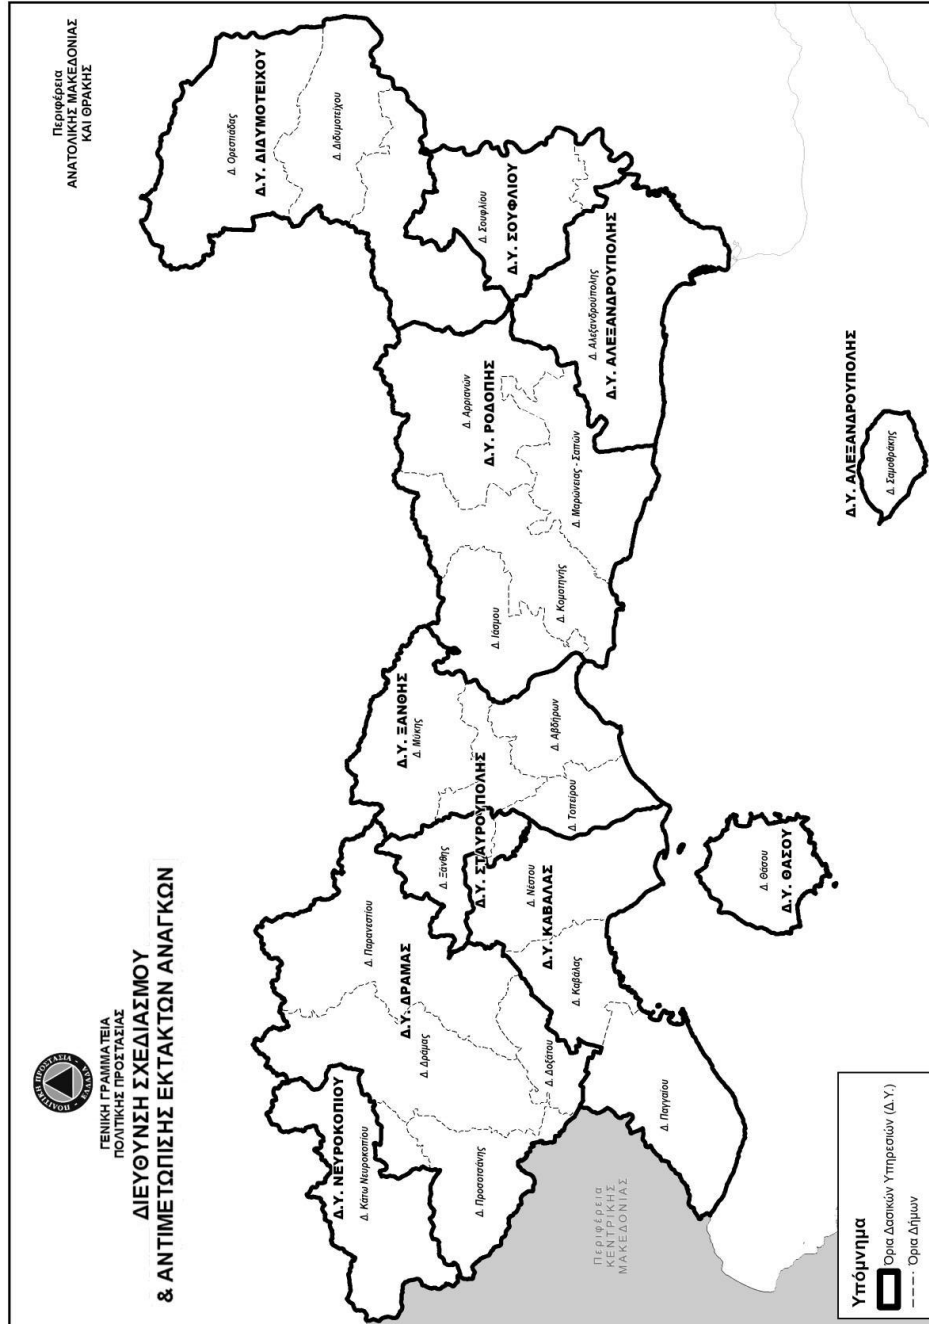 ΠΟΛΙΤΙΚΗ ΠΡΟΣΤΑΣΙΑ - ΕΛΛΑΔΑ -
ΓΕΝΙΚΗ ΓΡΑΜΜΑΤΕΙΑ
ΠΟΛΙΤΙΚΗΣ ΠΡΟΣΤΑΣΙΑΣ
ΔΙΕΥΘΥΝΣΗ ΣΧΕΔΙΑΣΜΟΥ
& ΑΝΤΙΜΕΤΩΠΙΣΗΣ ΕΚΤΑΚΤΩΝ ΑΝΑΓΚΩΝ
Περιφέρεια
ΑΝΑΤΟΛΙΚΗΣ ΜΑΚΕΔΟΝΙΑΣ
ΚΑΙ ΘΡΑΚΗΣ
Δ. Ορεστιάδας
Δ.Υ. ΔΙΔΥΜΟΤΕΙΧΟΥ
Δ. Διδυμοτείχου
Δ. Σουφλίου
Δ.Υ. ΣΟΥΦΛΙΟΥ
Δ. Αλεξανδρούπολης
Δ.Υ. ΑΛΕΞΑΝΔΡΟΥΠΟΛΗΣ
Δ. Αρριανών
Δ.Υ. ΡΟΔΟΠΗΣ
Δ. Μαρώνειας - Σαπών
Δ. Ιάσμου
Δ. Κομοτηνής
Δ.Υ. ΞΑΝΘΗΣ
Δ. Μύκης
Δ. Αβδήρων
Δ. Τοπείρου
Δ. Ξάνθης
Δ.Υ. ΣΤΑΥΡΟΥΠΟΛΗΣ
Δ. Νέστου
Δ.Υ. ΚΑΒΑΛΑΣ
Δ. Καβάλας
Δ. Παρανεστίου
Δ.Υ. ΔΡΑΜΑΣ
Δ. Δράμας
Δ. Δοξάτου
Δ.Υ. ΝΕΥΡΟΚΟΠΙΟΥ
Δ. Κάτω Νευροκοπίου
Δ. Προσοτσάνης
Δ. Παγγαίου
Δ. Θάσου
Δ.Υ. ΘΑΣΟΥ
Δ.Υ. ΑΛΕΞΑΝΔΡΟΥΠΟΛΗΣ
Δ. Σαμοθράκης
Περιφέρεια
ΚΕΝΤΡΙΚΗΣ
ΜΑΚΕΔΟΝΙΑΣ
Υπόμνημα
Όρια Δασικών Υπηρεσιών (Δ.Υ.)
Όρια Δήμων